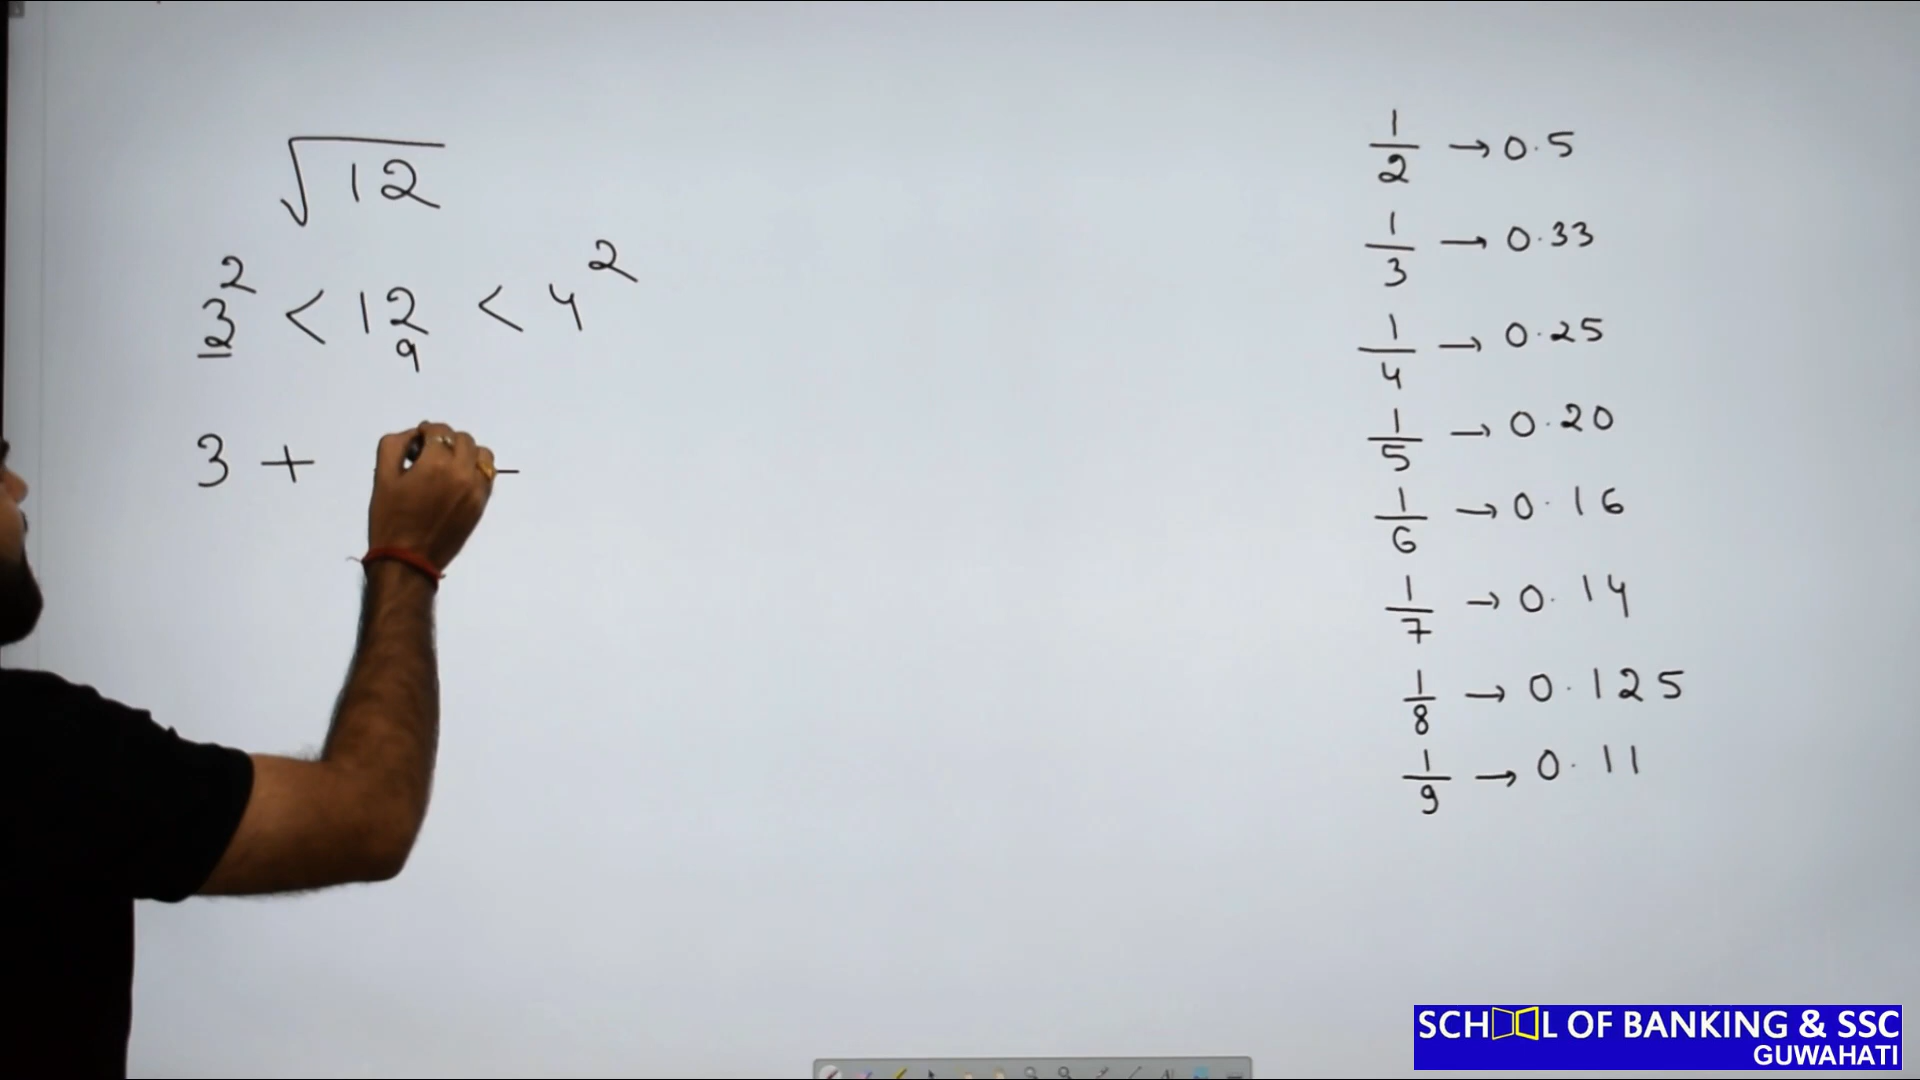 √12
3² < 12 < 4²
9
3 +
1/2 → 0.5
1/3 → 0.33
1/4 → 0.25
1/5 → 0.20
1/6 → 0.16
1/7 → 0.14
1/8 → 0.125
1/9 → 0.11
SCHOOL OF BANKING & SSC
GUWAHATI